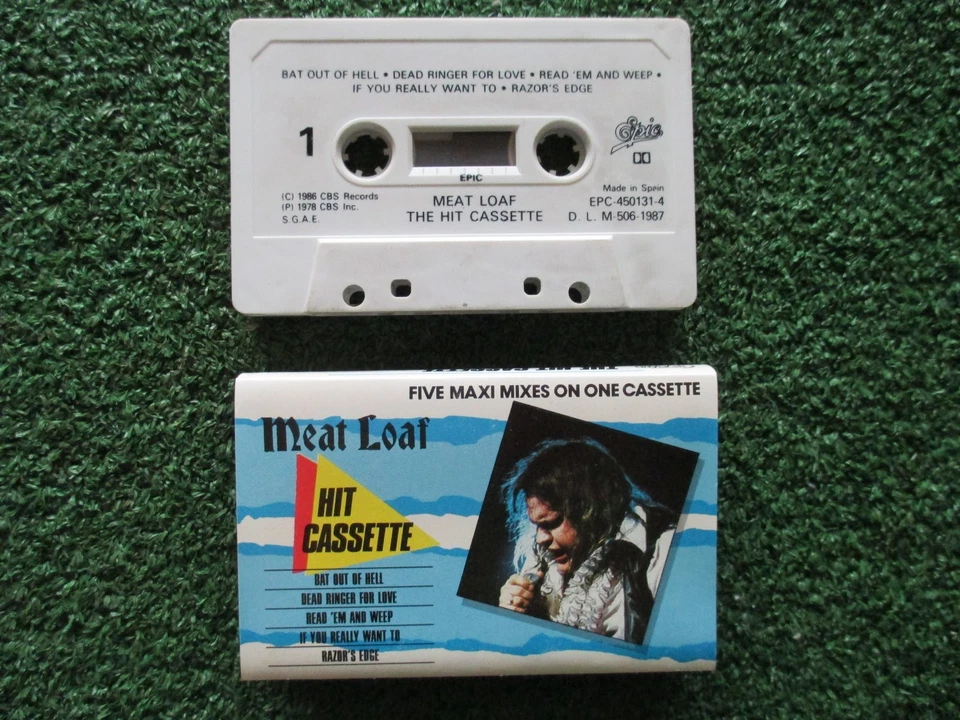 BAT OUT OF HELL • DEAD RINGER FOR LOVE • READ 'EM AND WEEP •
IF YOU REALLY WANT TO • RAZOR'S EDGE
1
Epic
EPIC
(C) 1986 CBS Records
(P) 1978 CBS Inc.
S.G.A.E.
MEAT LOAF
THE HIT CASSETTE
Made in Spain
EPC-450131-4
D. L. M-506-1987
FIVE MAXI MIXES ON ONE CASSETTE
Meat Loaf
HIT
CASSETTE
BAT OUT OF HELL
DEAD RINGER FOR LOVE
READ 'EM AND WEEP
IF YOU REALLY WANT TO
RAZOR'S EDGE